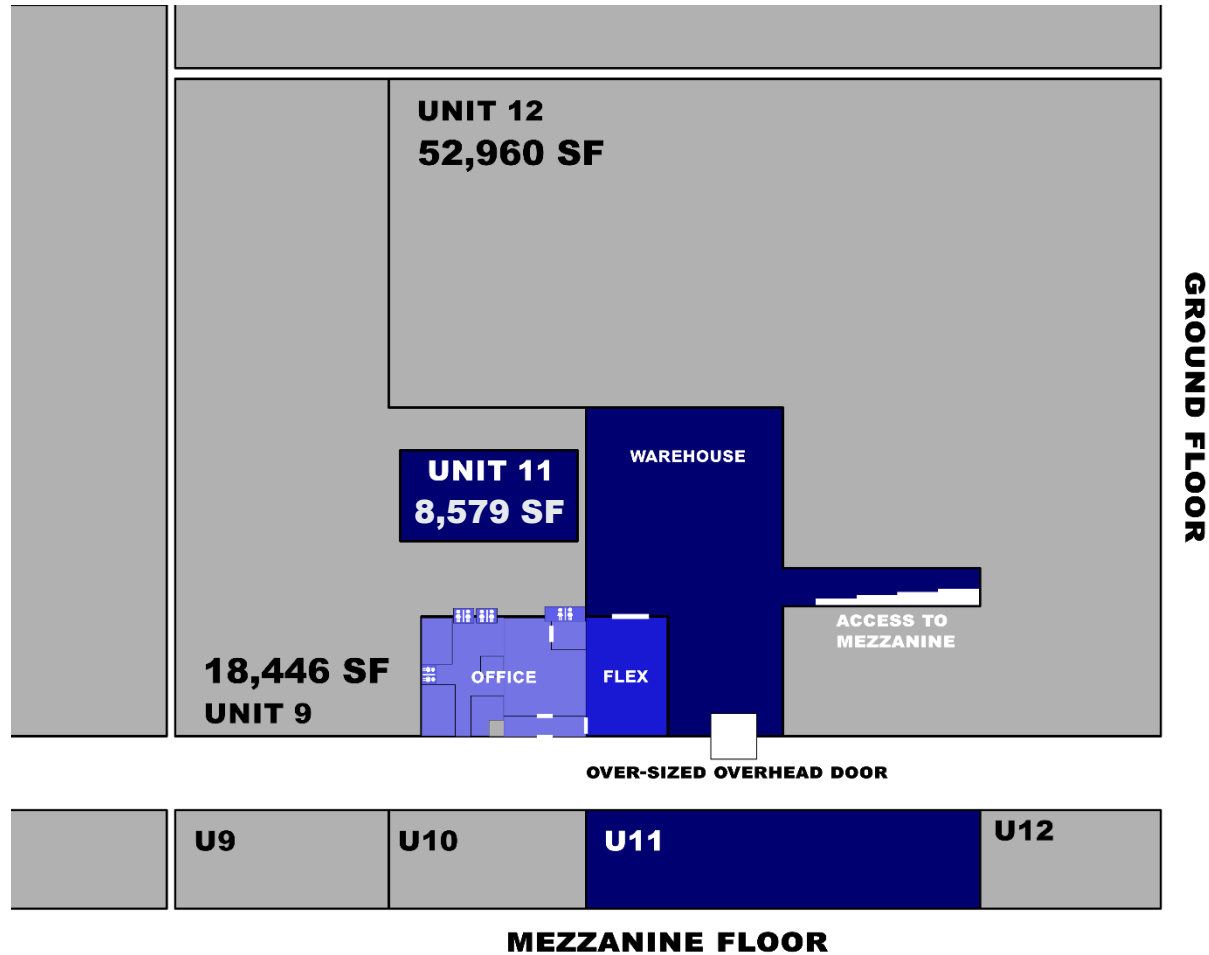 UNIT 12
52,960 SF
GROUND FLOOR
WAREHOUSE
UNIT 11
8,579 SF
ACCESS TO
MEZZANINE
18,446 SF
UNIT 9
OFFICE
FLEX
OVER-SIZED OVERHEAD DOOR
U9
U10
U11
U12
MEZZANINE FLOOR